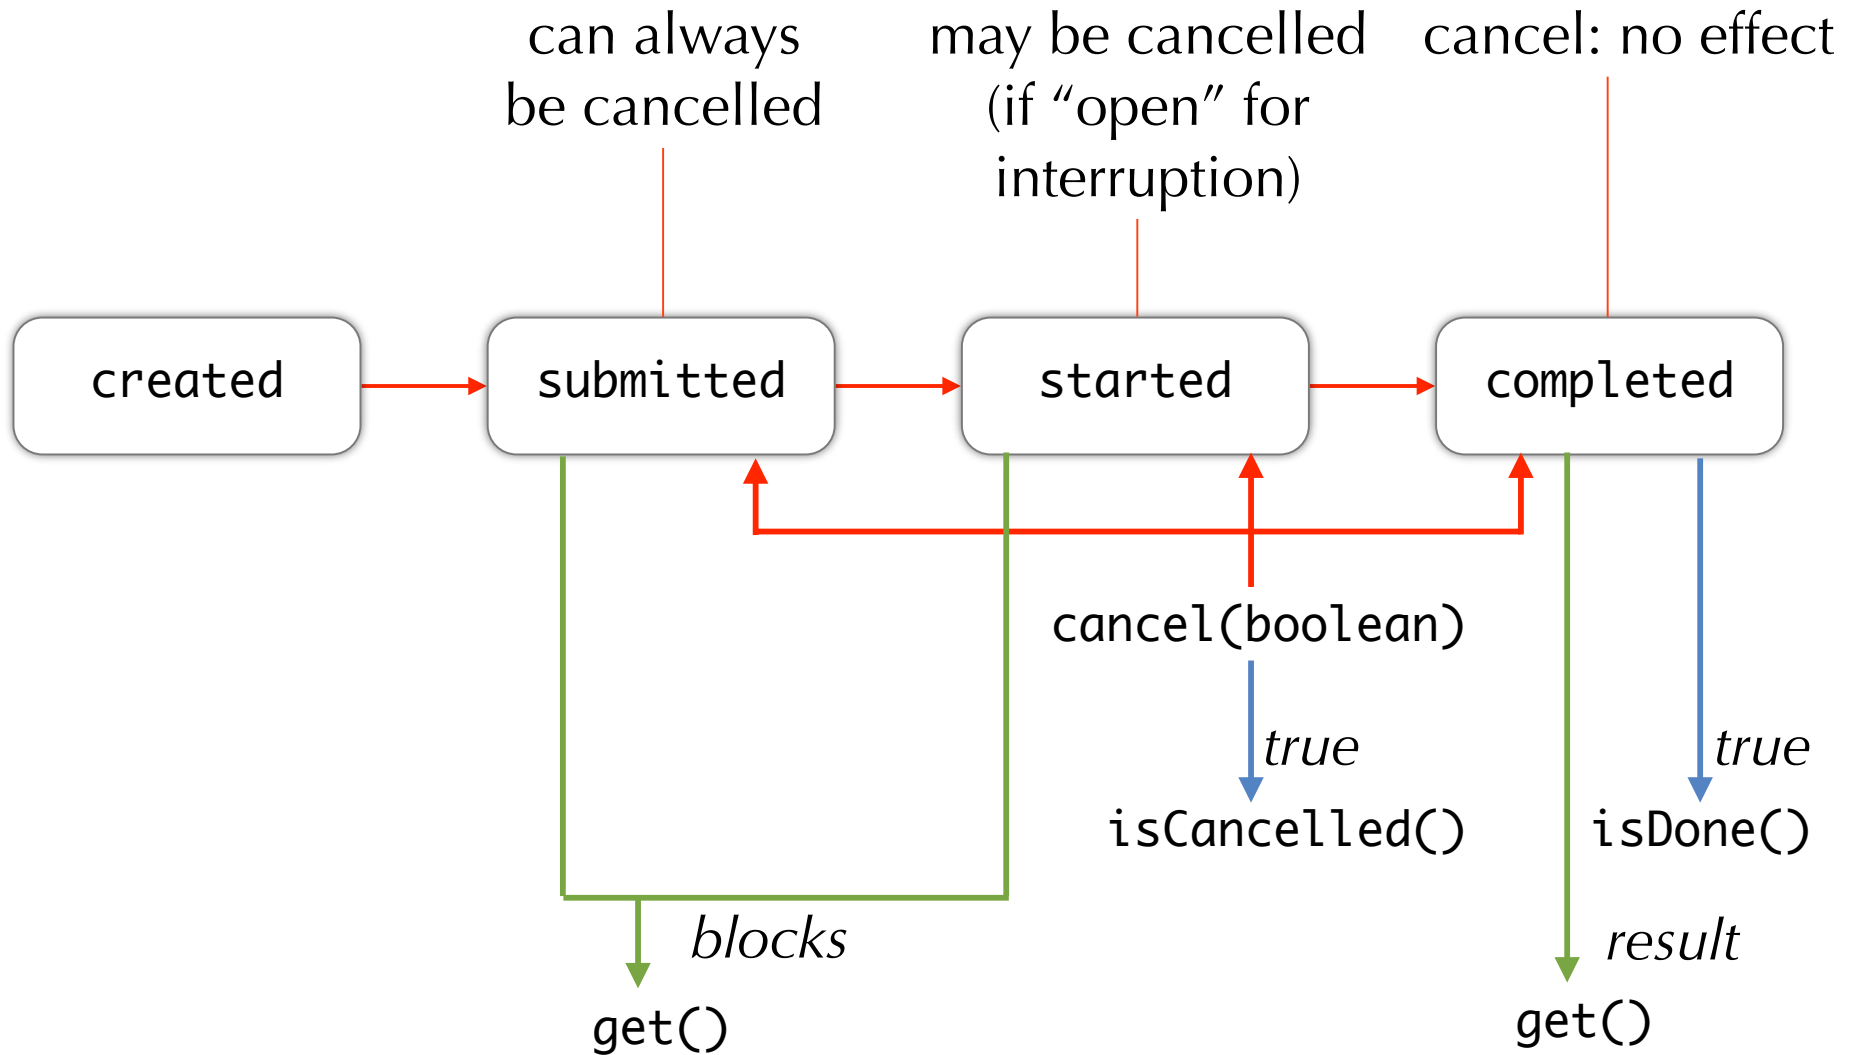 can always
be cancelled
may be cancelled
(if “open” for
interruption)
cancel: no effect
created
submitted
started
completed
cancel(boolean)
true
isCancelled()
true
isDone()
blocks
get()
result
get()